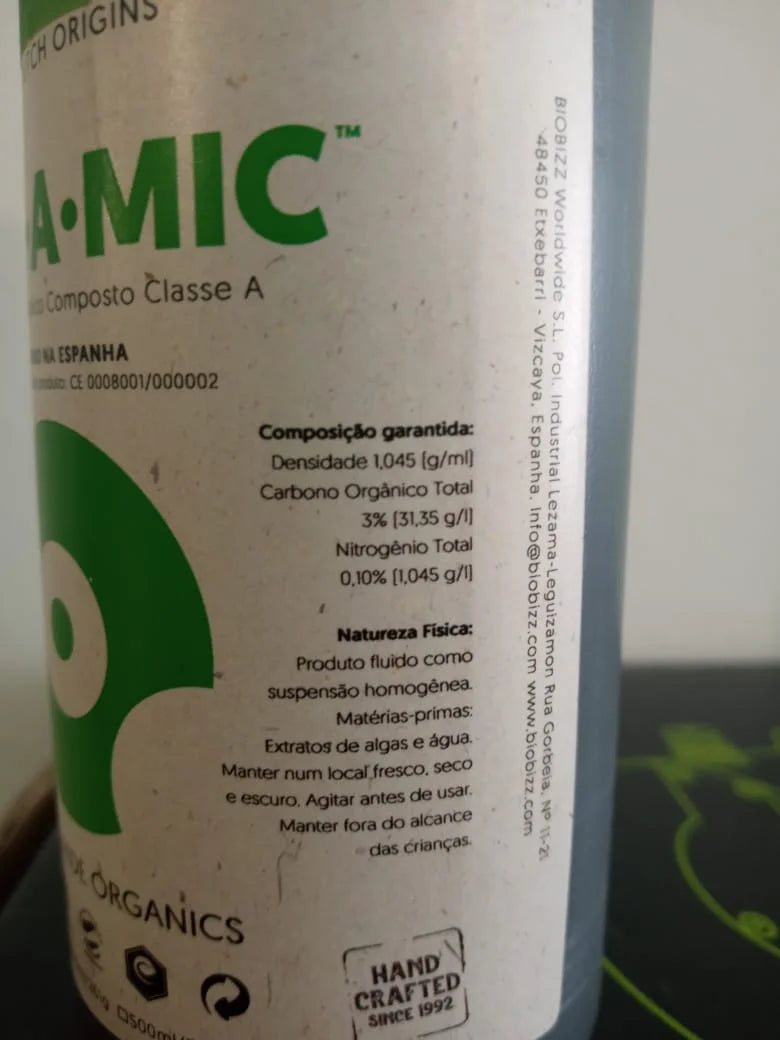 CH ORIGINS
A·MIC™
Composto Classe A
NA ESPANHA
CE 0008001/000002
Composição garantida:
Densidade 1,045 (g/ml)
Carbono Orgânico Total
3% (31,35 g/l)
Nitrogênio Total
0,10% (1,045 g/l)
Natureza Física:
Produto fluido como
suspensão homogênea.
Matérias-primas:
Extratos de algas e água.
Manter num local fresco, seco
e escuro. Agitar antes de usar.
Manter fora do alcance
das crianças.
ORGANICS
500ml
HAND
CRAFTED
SINCE 1992
BIOBIZZ Worldwide S.L. Pol. Industrial Lezama-Leguizamon Rua Gorbeia, Nº 11-21
48450 Etxebarri - Vizcaya, Espanha. Info@biobizz.com www.biobizz.com